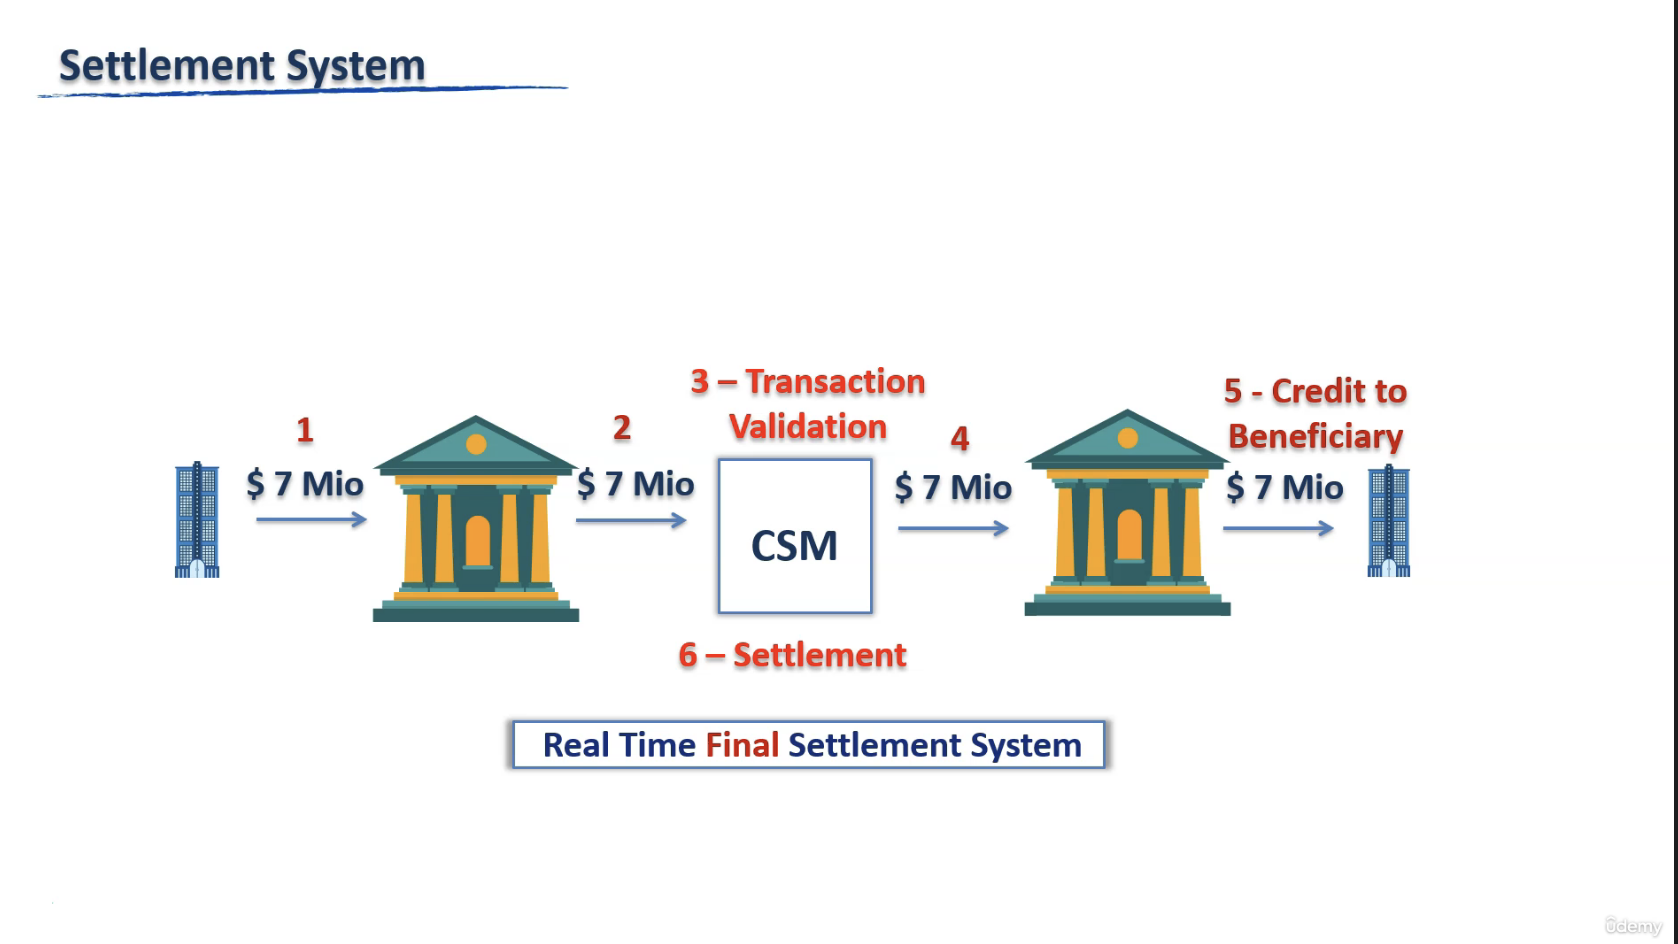 Settlement System
3 – Transaction
Validation
5 - Credit to
Beneficiary
1
2
4
$ 7 Mio
$ 7 Mio
$ 7 Mio
$ 7 Mio
CSM
6 – Settlement
Real Time Final Settlement System
ûdemy